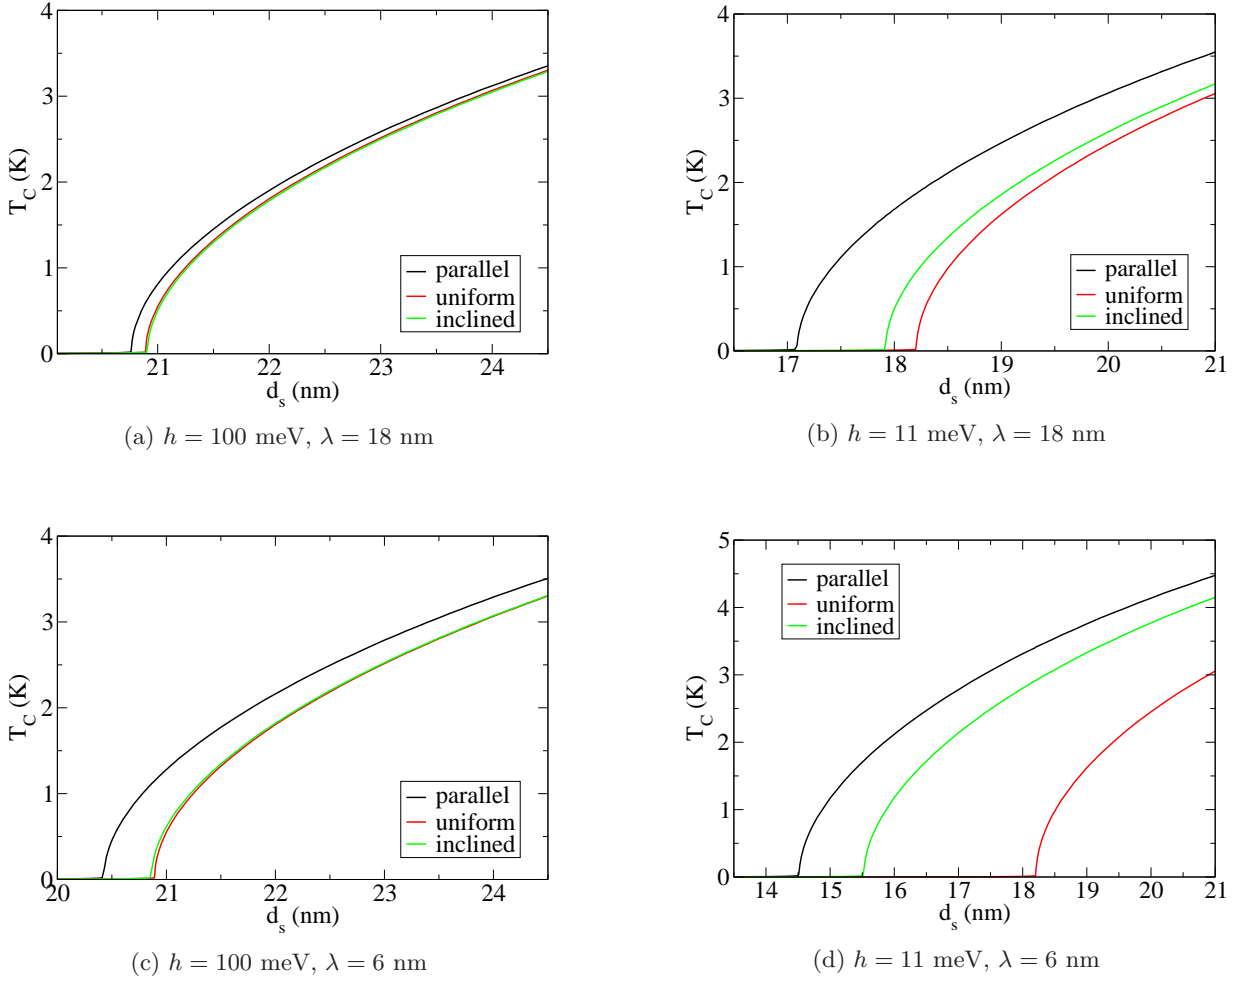 4
3
2
1
0
T_C (K)
21
22
23
24
d_s (nm)
parallel
uniform
inclined
(a) h = 100 meV, λ = 18 nm
4
3
2
1
0
T_C (K)
17
18
19
20
21
d_s (nm)
parallel
uniform
inclined
(b) h = 11 meV, λ = 18 nm
4
3
2
1
0
T_C (K)
20
21
22
23
24
d_s (nm)
parallel
uniform
inclined
(c) h = 100 meV, λ = 6 nm
5
4
3
2
1
0
T_C (K)
14
15
16
17
18
19
20
21
d_s (nm)
parallel
uniform
inclined
(d) h = 11 meV, λ = 6 nm